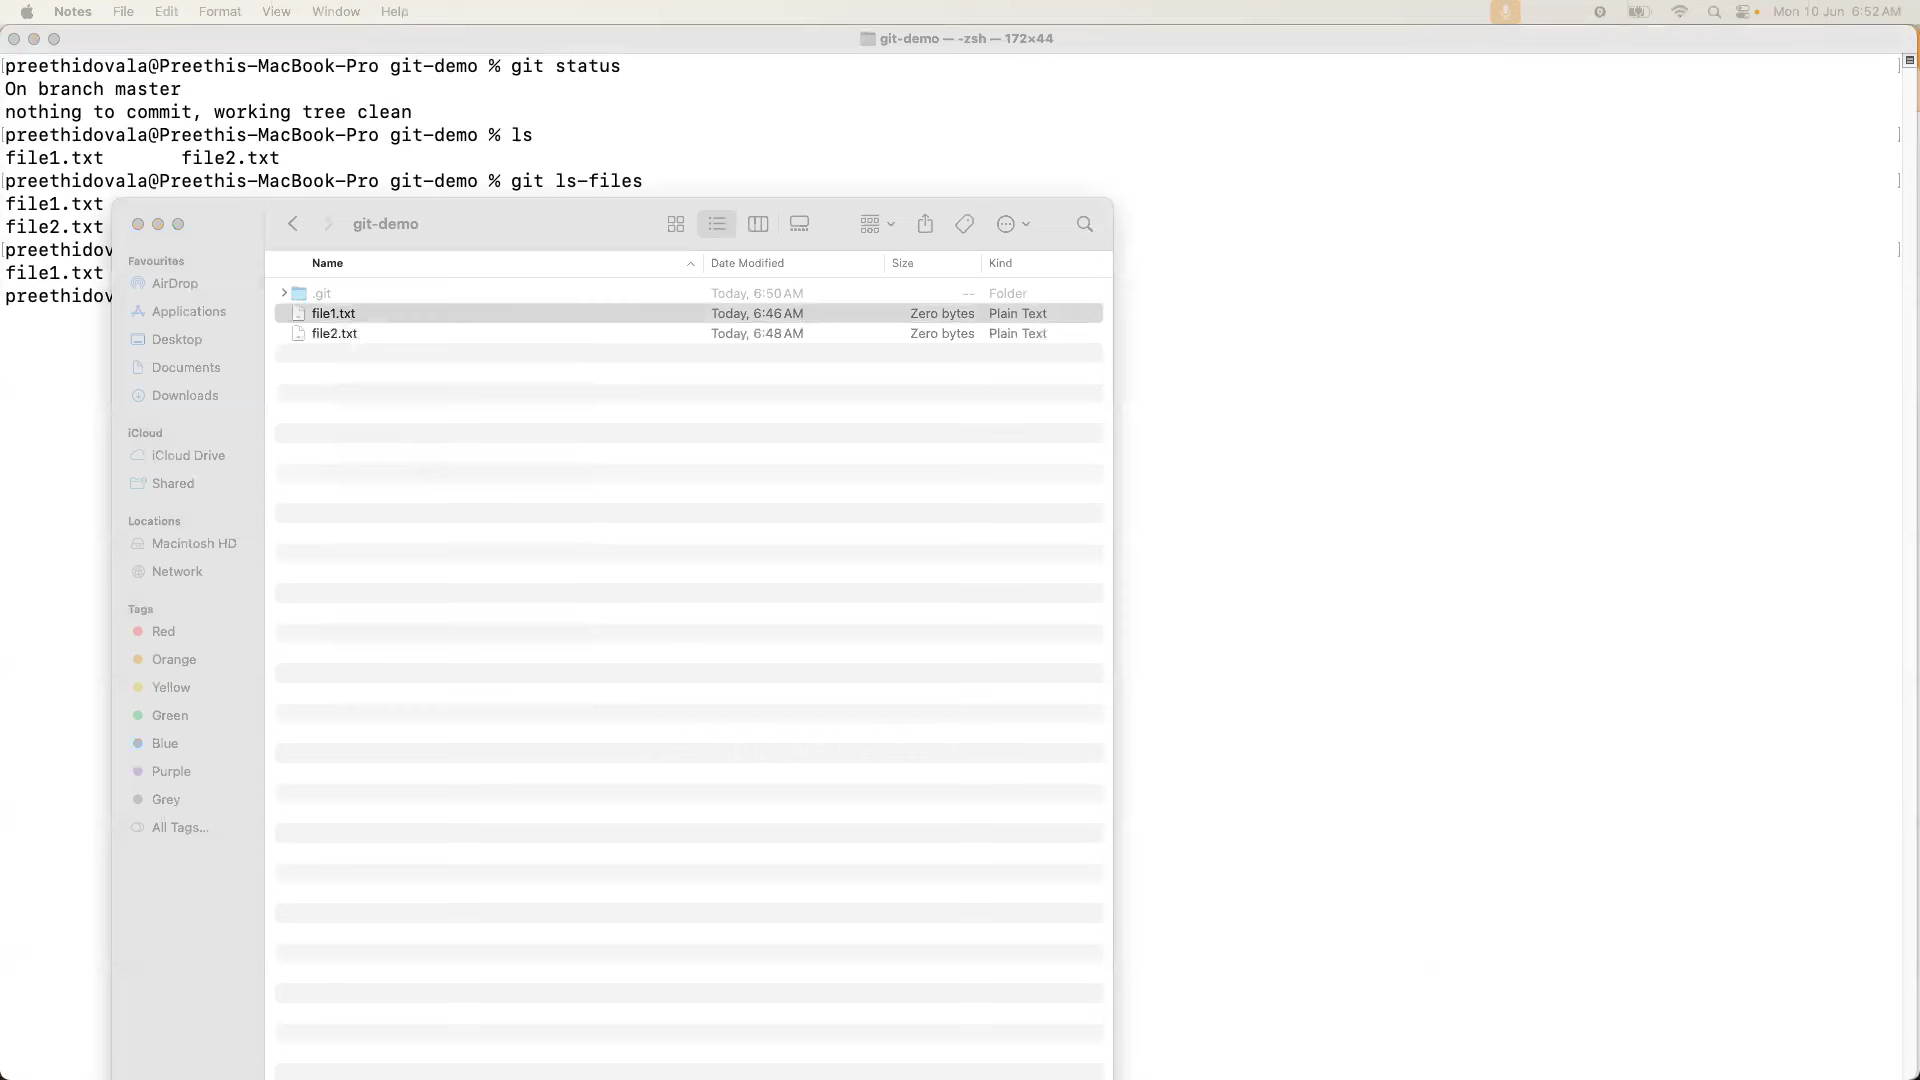 Notes File Edit Format View Window Help Mon 10 Jun 6:52 AM
git-demo — -zsh — 172×44
preethidovala@Preethis-MacBook-Pro git-demo % git status
On branch master
nothing to commit, working tree clean
preethidovala@Preethis-MacBook-Pro git-demo % ls
file1.txt file2.txt
preethidovala@Preethis-MacBook-Pro git-demo % git ls-files
file1.txt
file2.txt
preethidov
file1.txt
preethidov
git-demo
Favourites
AirDrop
Applications
Desktop
Documents
Downloads
iCloud
iCloud Drive
Shared
Locations
Macintosh HD
Network
Tags
Red
Orange
Yellow
Green
Blue
Purple
Grey
All Tags...
Name Date Modified Size Kind
.git Today, 6:50 AM -- Folder
file1.txt Today, 6:46 AM Zero bytes Plain Text
file2.txt Today, 6:48 AM Zero bytes Plain Text